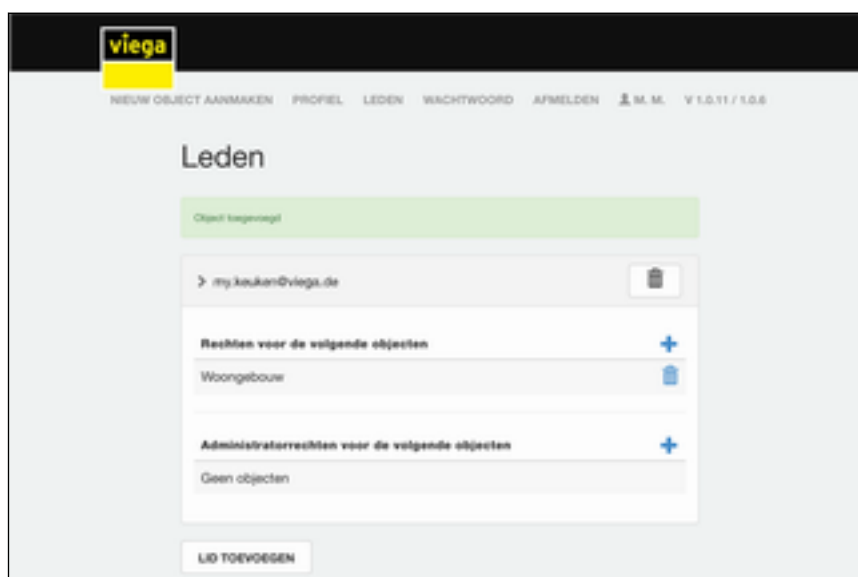 viega
NIEUW OBJECT AANMAKEN PROFIEL LEDEN WACHTWOORD AFMELDEN M. M. V 1.0.11 / 1.0.6
Leden
Object toegevoegd
my.keuken@viega.de
Rechten voor de volgende objecten
Woongebouw
Administratorrechten voor de volgende objecten
Geen objecten
LID TOEVOEGEN